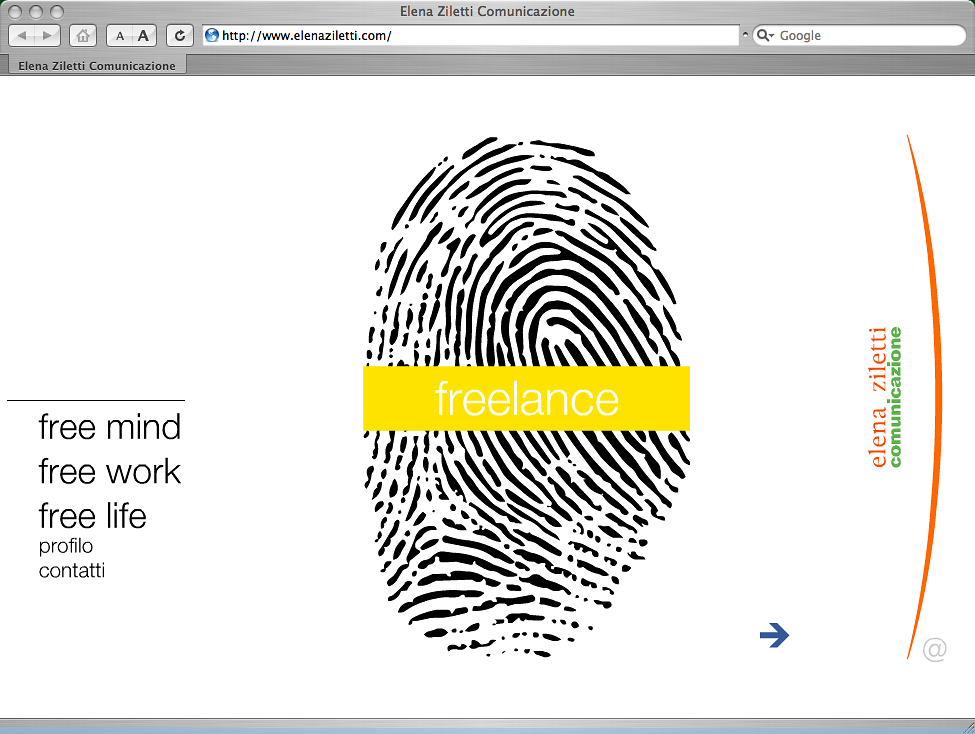 Elena Ziletti Comunicazione
A A
http://www.elenaziletti.com/
Google
Elena Ziletti Comunicazione
freelance
free mind
free work
free life
profilo
contatti
elena ziletti
comunicazione
@